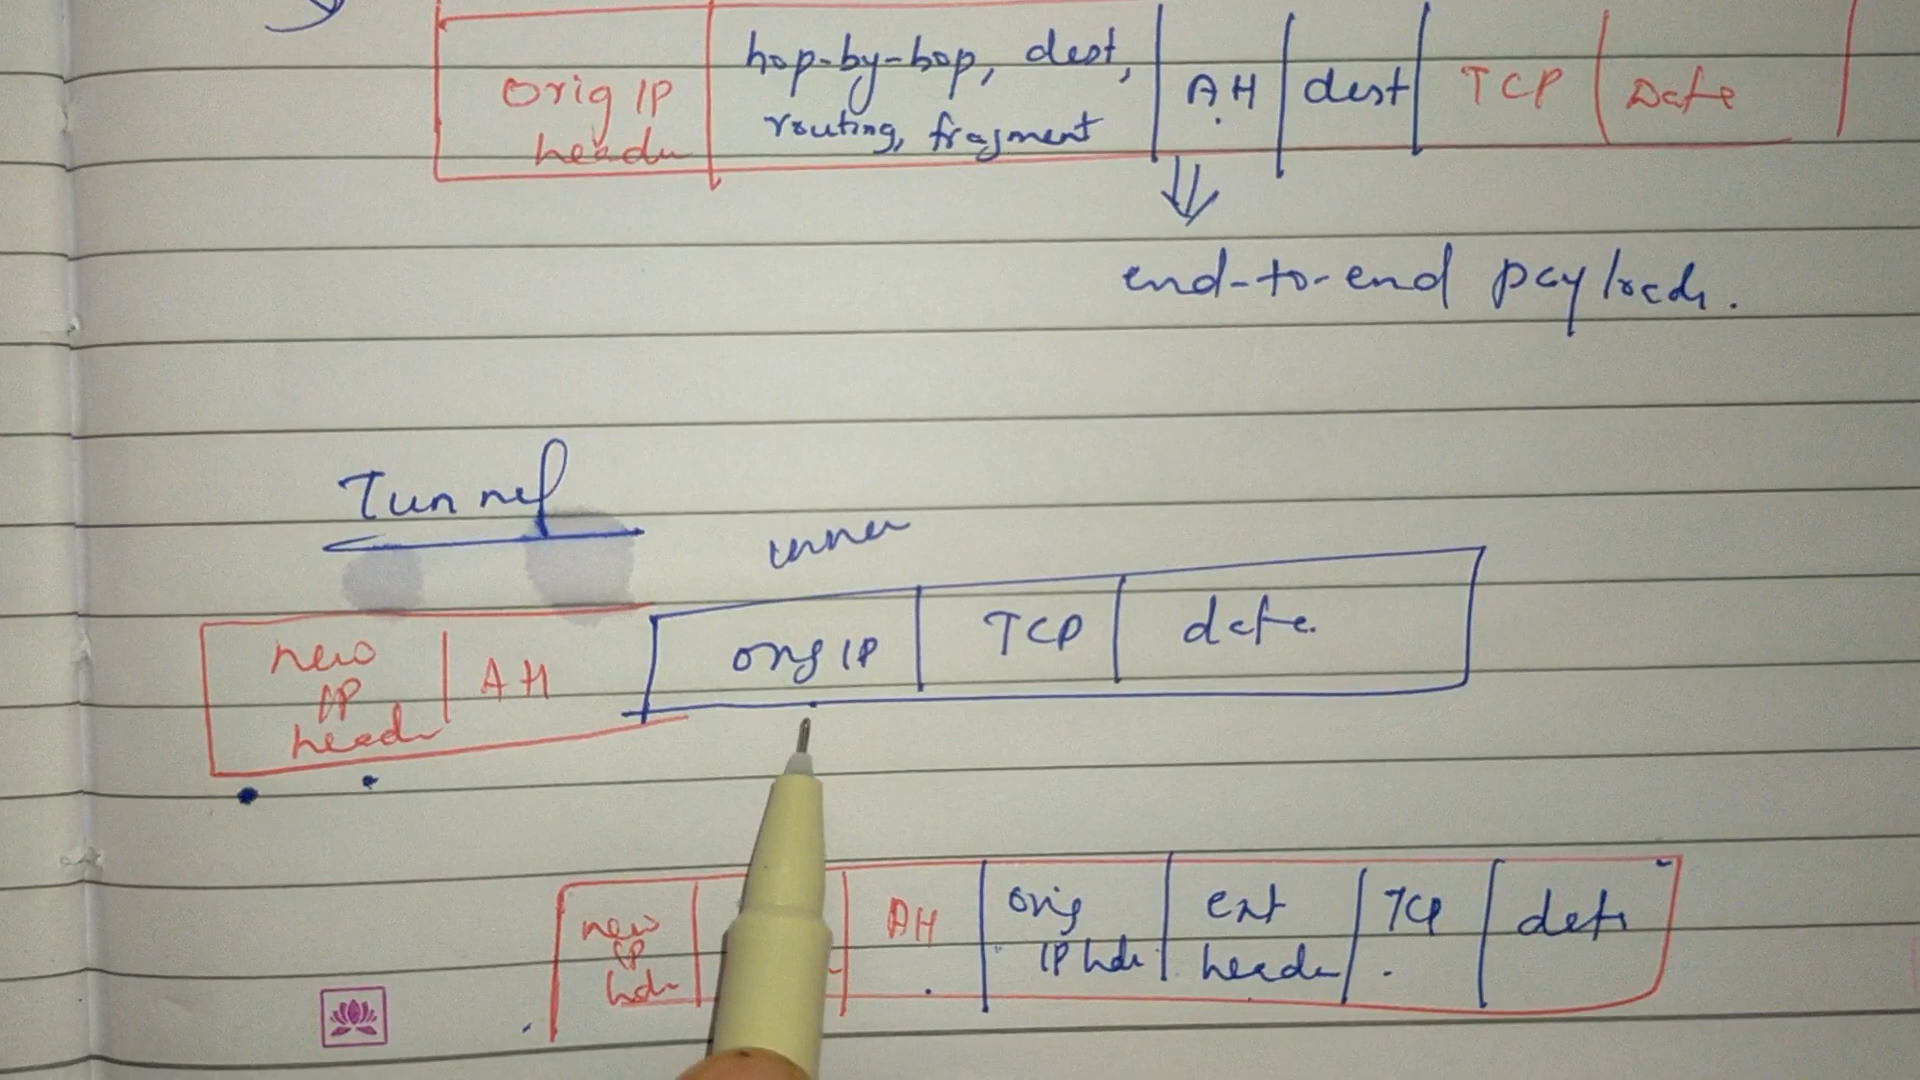 Orig IP header
hop-by-bop, dest,
routing, fragment
AH
dest
TCP
Data
end-to-end payload.
Tunnel
inner
new IP header
AH
orig IP
TCP
data
new IP hdr
AH
orig IP hdr
ext header
TCP
data